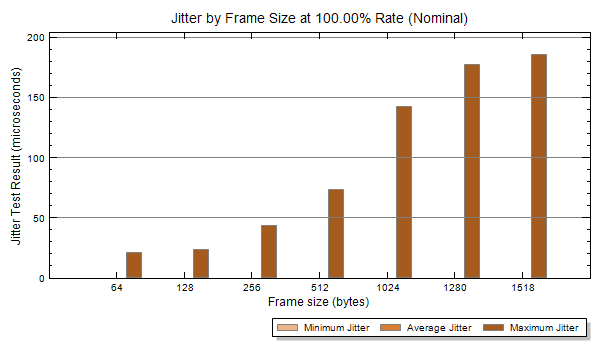 Jitter by Frame Size at 100.00% Rate (Nominal)
Jitter Test Result (microseconds)
200
150
100
50
0
64 128 256 512 1024 1280 1518
Frame size (bytes)
Minimum Jitter Average Jitter Maximum Jitter